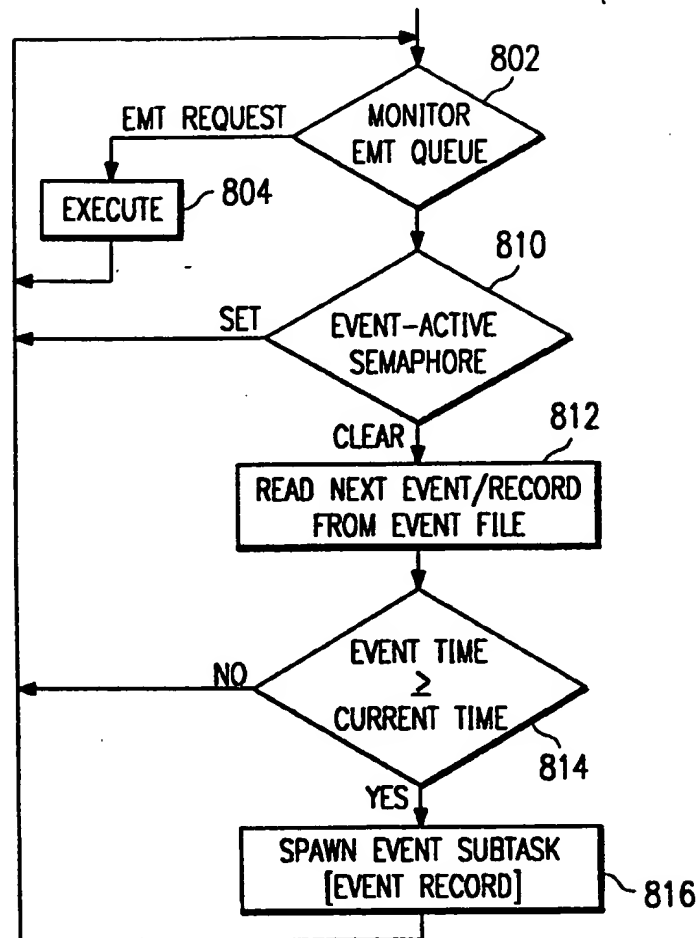 802
MONITOR
EMT QUEUE
EMT REQUEST
EXECUTE
804
810
EVENT-ACTIVE
SEMAPHORE
SET
CLEAR
812
READ NEXT EVENT/RECORD
FROM EVENT FILE
EVENT TIME
≥
CURRENT TIME
NO
814
YES
SPAWN EVENT SUBTASK
[EVENT RECORD]
816